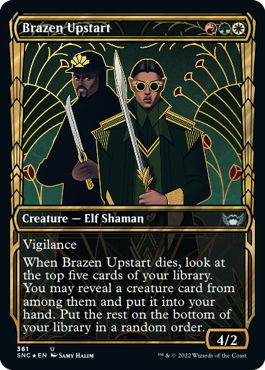 Brazen Upstart
Creature — Elf Shaman
Vigilance
When Brazen Upstart dies, look at
the top five cards of your library.
You may reveal a creature card from
among them and put it into your
hand. Put the rest on the bottom of
your library in a random order.
4/2
361 U
SNC ★ EN SAMY HALIM
™ & © 2022 Wizards of the Coast